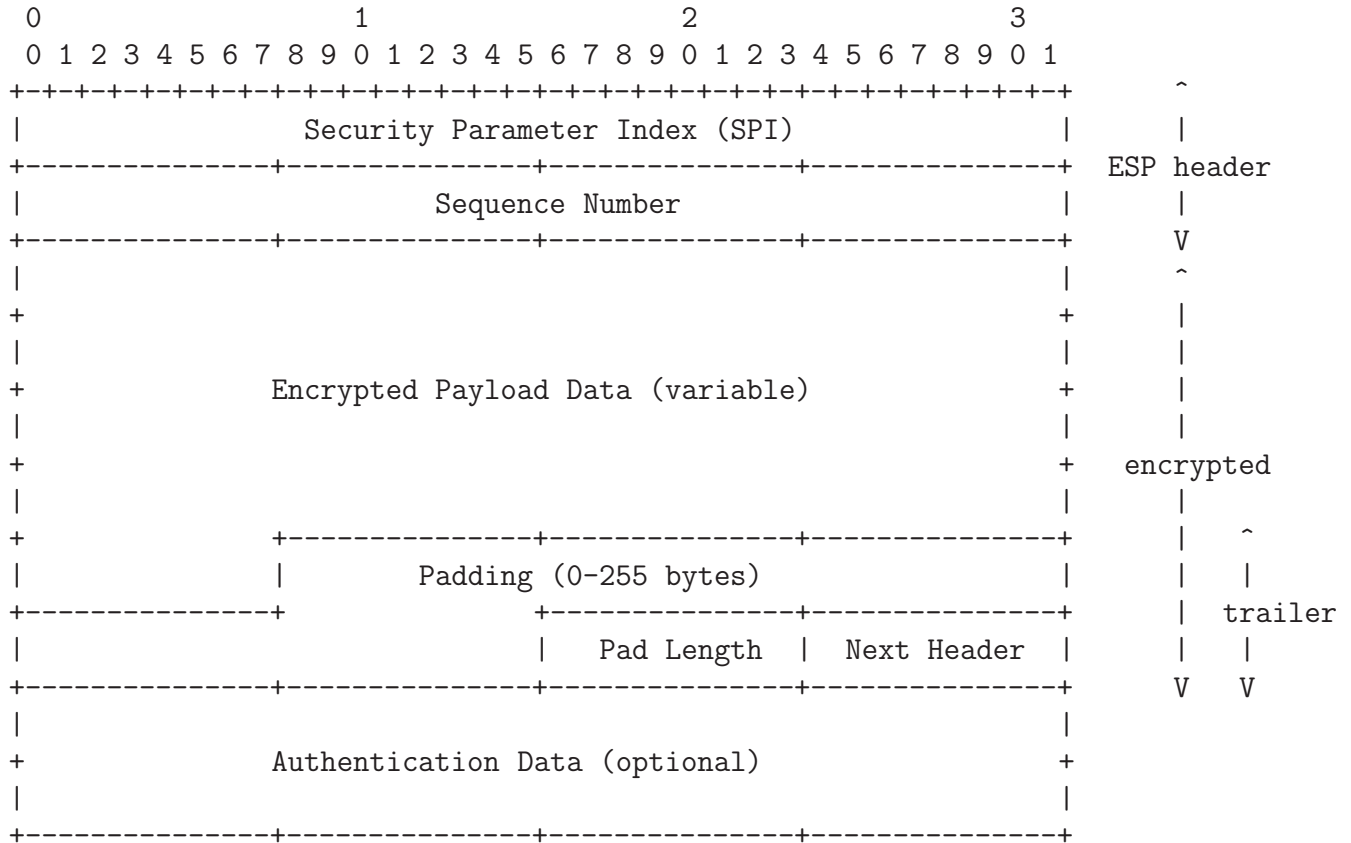 0                   1                   2                   3
 0 1 2 3 4 5 6 7 8 9 0 1 2 3 4 5 6 7 8 9 0 1 2 3 4 5 6 7 8 9 0 1
+-+-+-+-+-+-+-+-+-+-+-+-+-+-+-+-+-+-+-+-+-+-+-+-+-+-+-+-+-+-+-+-+      ^
|                 Security Parameter Index (SPI)                |      |
+---------------+---------------+---------------+---------------+  ESP header
|                         Sequence Number                       |      |
+---------------+---------------+---------------+---------------+      V
|                                                               |      ^
+                                                               +      |
|                                                               |      |
+               Encrypted Payload Data (variable)               +      |
|                                                               |      |
+                                                               +   encrypted
|                                                               |      |
+               +---------------+---------------+---------------+      |   ^
|               |        Padding (0-255 bytes)                  |      |   |
+---------------+               +---------------+---------------+      |  trailer
|                               |   Pad Length  |  Next Header  |      |   |
+---------------+---------------+---------------+---------------+      V   V
|                                                               |
+               Authentication Data (optional)                  +
|                                                               |
+---------------+---------------+---------------+---------------+